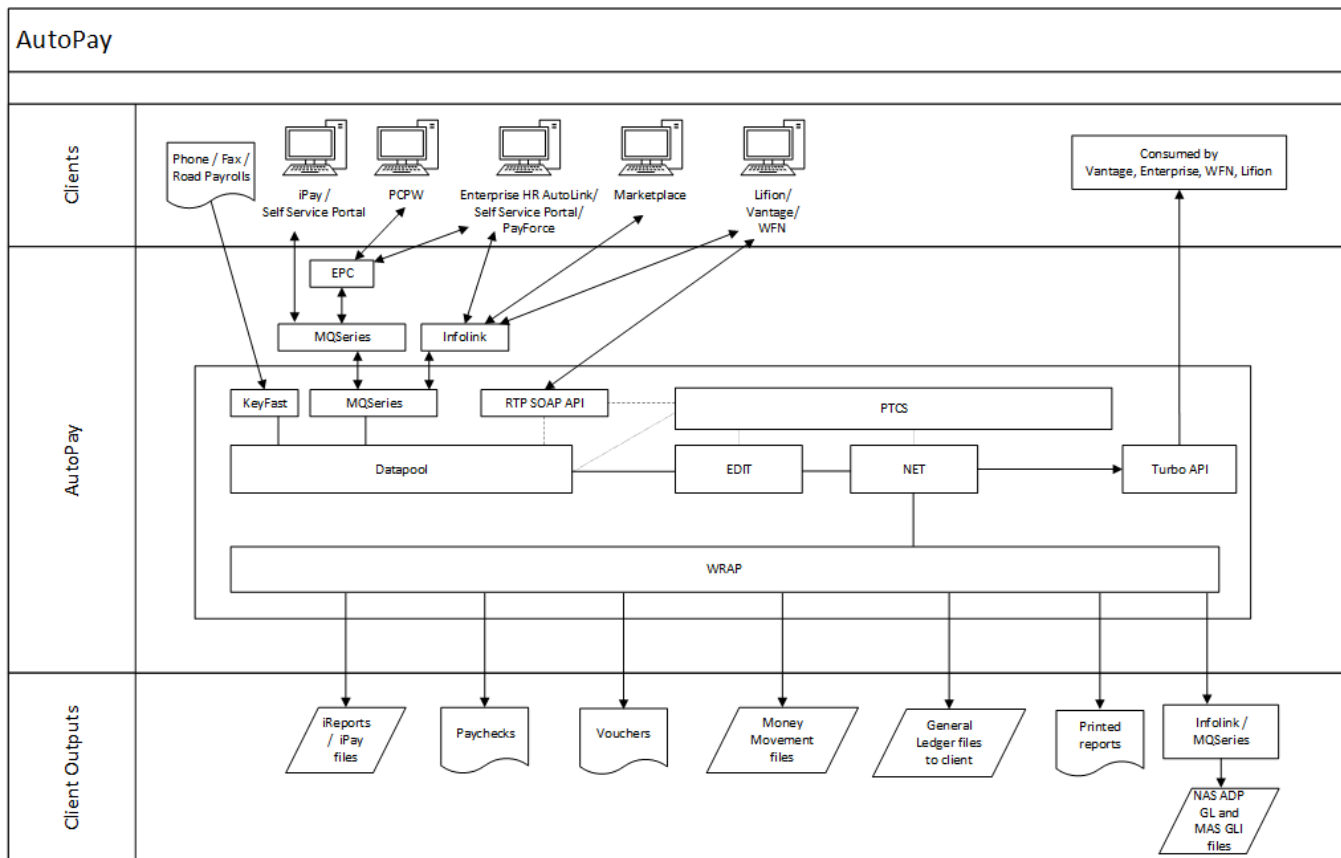 AutoPay
Clients
Phone / Fax /
Road Payrolls
iPay /
Self Service Portal
PCPW
Enterprise HR AutoLink/
Self Service Portal/
PayForce
Marketplace
Lifion/
Vantage/
WFN
Consumed by
Vantage, Enterprise, WFN, Lifion
AutoPay
EPC
MQSeries
Infolink
KeyFast
MQSeries
RTP SOAP API
PTCS
Datapool
EDIT
NET
Turbo API
WRAP
Client Outputs
iReports
/ iPay
files
Paychecks
Vouchers
Money
Movement
files
General
Ledger files
to client
Printed
reports
Infolink /
MQSeries
NAS ADP
GL and
MAS GLI
files